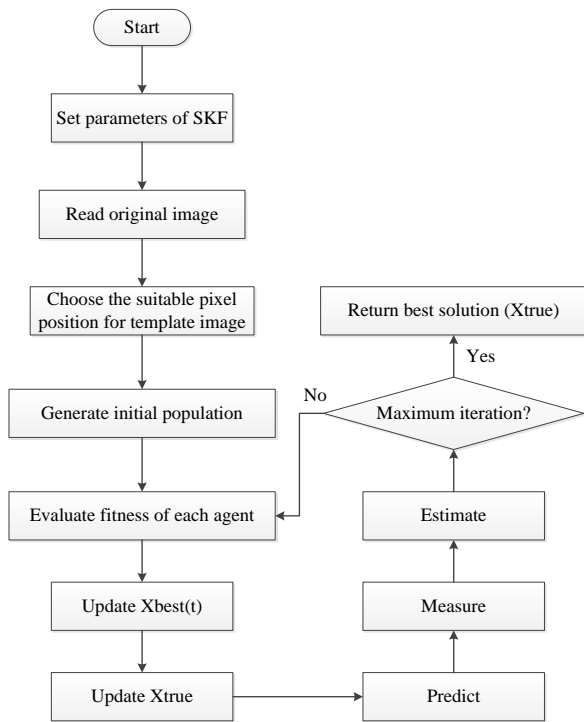 Start
Set parameters of SKF
Read original image
Choose the suitable pixel
position for template image
Generate initial population
Evaluate fitness of each agent
Update Xbest(t)
Update Xtrue
Predict
Measure
Estimate
Maximum iteration?
No
Yes
Return best solution (Xtrue)